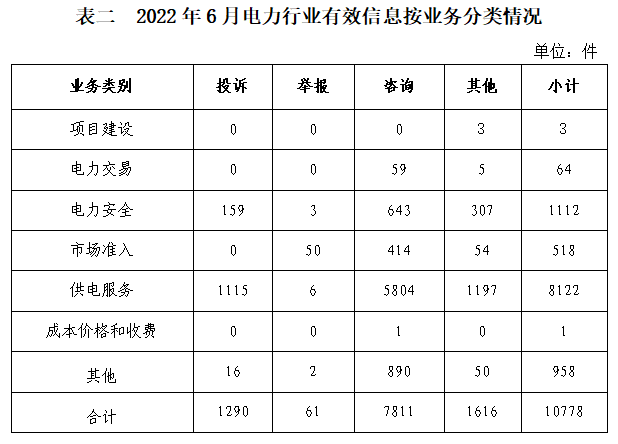 表二 2022年6月电力行业有效信息按业务分类情况
单位：件
业务类别 投诉 举报 咨询 其他 小计
项目建设 0 0 0 3 3
电力交易 0 0 59 5 64
电力安全 159 3 643 307 1112
市场准入 0 50 414 54 518
供电服务 1115 6 5804 1197 8122
成本价格和收费 0 0 1 0 1
其他 16 2 890 50 958
合计 1290 61 7811 1616 10778